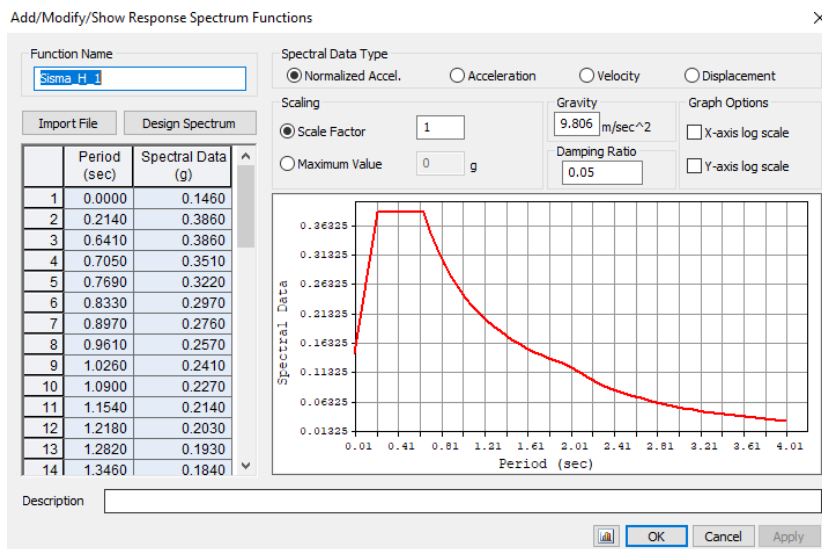 Add/Modify/Show Response Spectrum Functions
Function Name
Sisma_H_1
Import File
Design Spectrum
Spectral Data Type
Normalized Accel.
Acceleration
Velocity
Displacement
Scaling
Scale Factor
1
Maximum Value
0
g
Gravity
9.806 m/sec^2
Damping Ratio
0.05
Graph Options
X-axis log scale
Y-axis log scale
Period (sec) Spectral Data (g)
1 0.0000 0.1460
2 0.2140 0.3860
3 0.6410 0.3860
4 0.7050 0.3510
5 0.7690 0.3220
6 0.8330 0.2970
7 0.8970 0.2760
8 0.9610 0.2570
9 1.0260 0.2410
10 1.0900 0.2270
11 1.1540 0.2140
12 1.2180 0.2030
13 1.2820 0.1930
14 1.3460 0.1840
Spectral Data
0.36325
0.31325
0.26325
0.21325
0.16325
0.11325
0.06325
0.01325
0.01 0.41 0.81 1.21 1.61 2.01 2.41 2.81 3.21 3.61 4.01
Period (sec)
Description
OK
Cancel
Apply